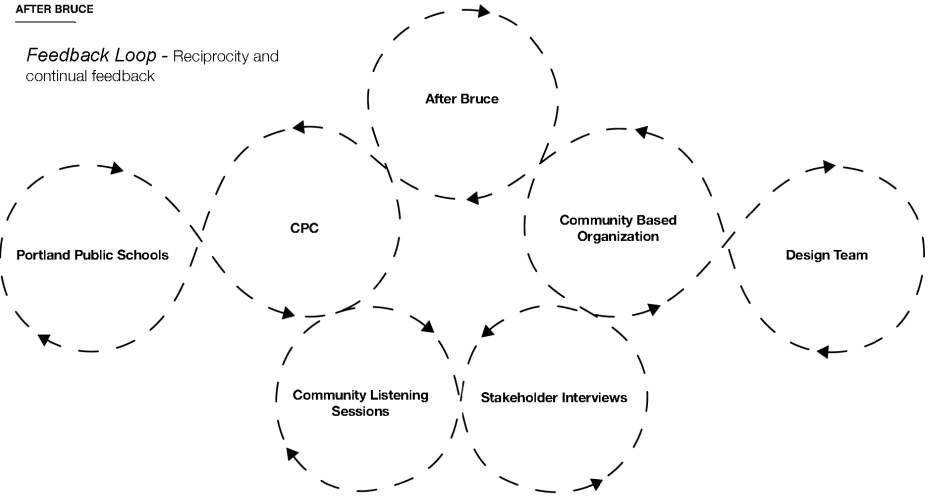 AFTER BRUCE
Feedback Loop - Reciprocity and
continual feedback
After Bruce
CPC
Community Based
Organization
Portland Public Schools
Design Team
Community Listening
Sessions
Stakeholder Interviews